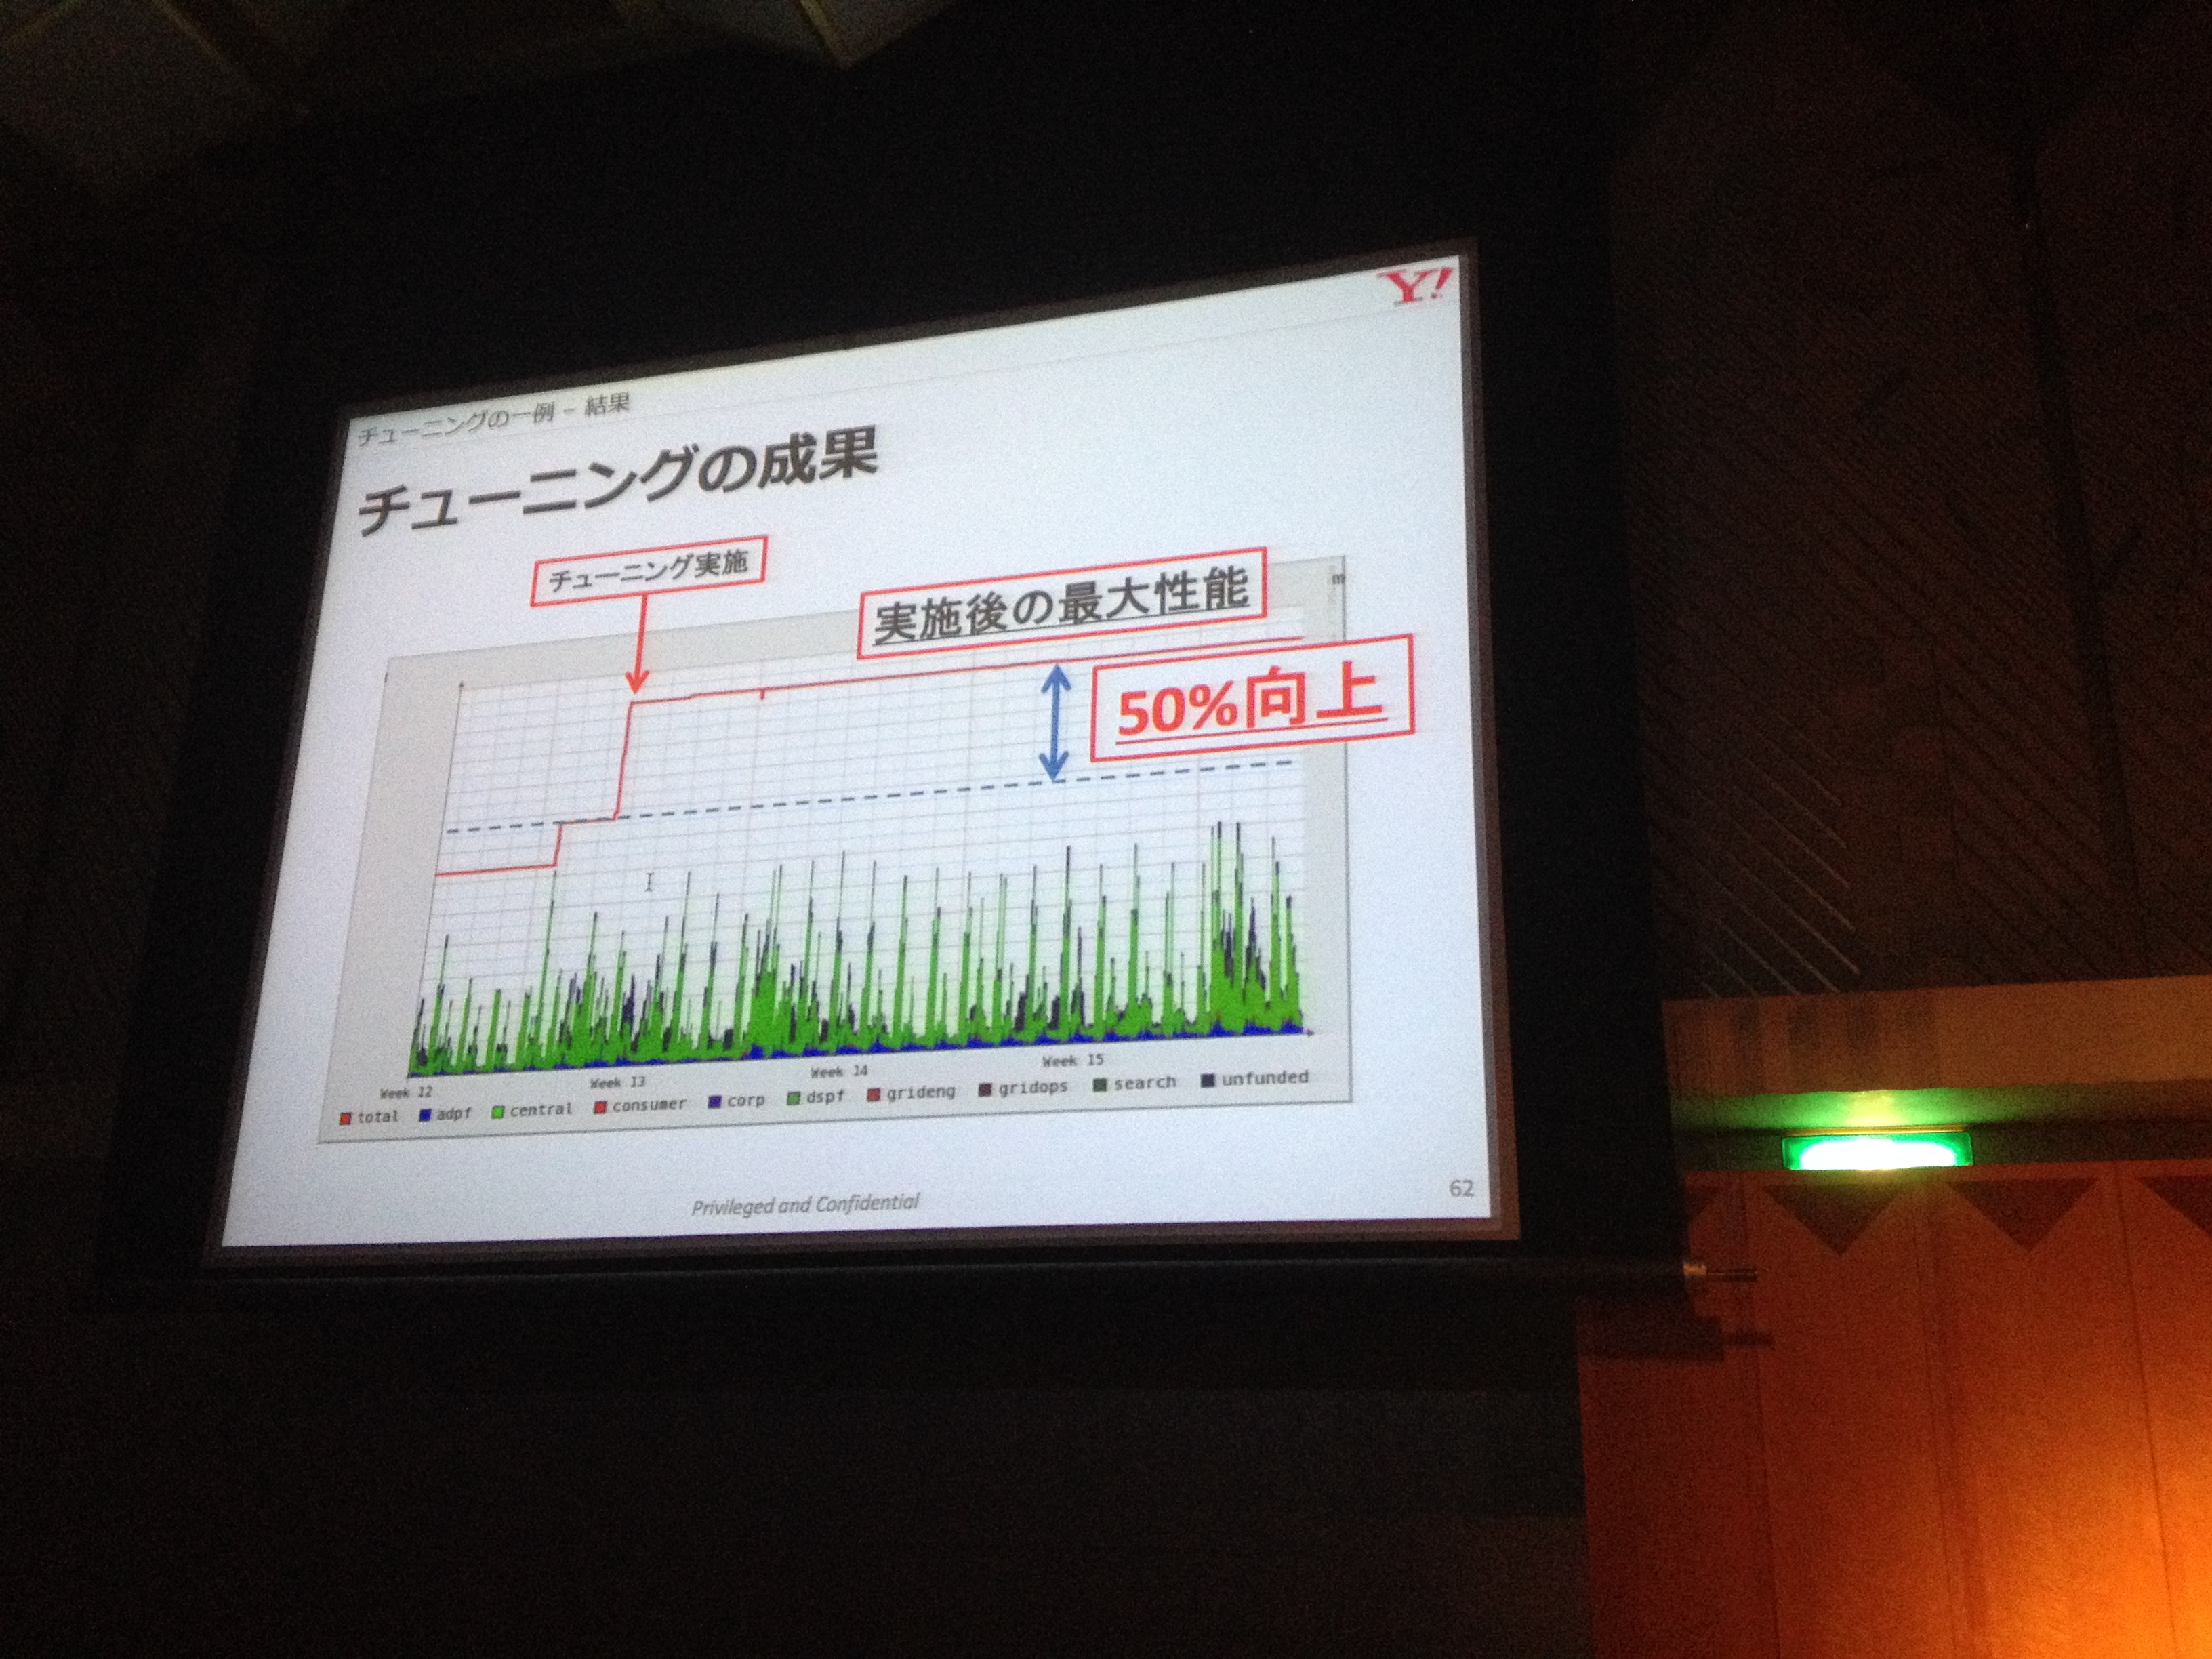 Y!
チューニングの一例 – 結果
チューニングの成果
チューニング実施
実施後の最大性能
m
50%向上
Week 12 Week 13 Week 14 Week 15
total adpf central consumer corp dspf grideng gridops search unfunded
Privileged and Confidential
62